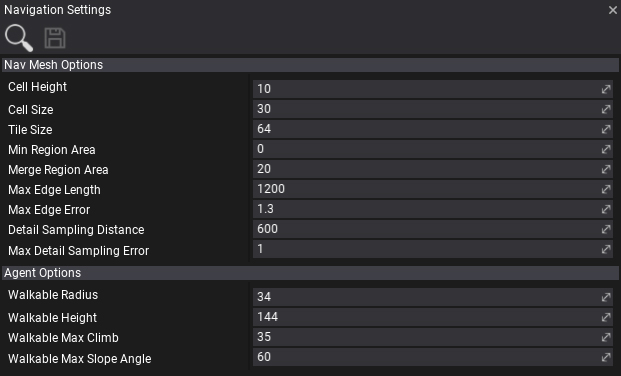 Navigation Settings
Nav Mesh Options
Cell Height 10
Cell Size 30
Tile Size 64
Min Region Area 0
Merge Region Area 20
Max Edge Length 1200
Max Edge Error 1.3
Detail Sampling Distance 600
Max Detail Sampling Error 1
Agent Options
Walkable Radius 34
Walkable Height 144
Walkable Max Climb 35
Walkable Max Slope Angle 60